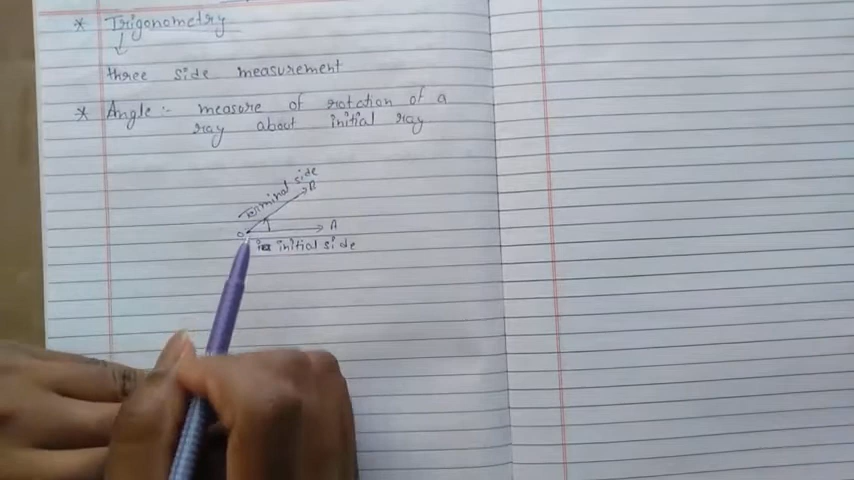 * Trigonometry
three side measurement
* Angle :- measure of rotation of a
ray about initial ray
Terminal side
B
O
A
initial side